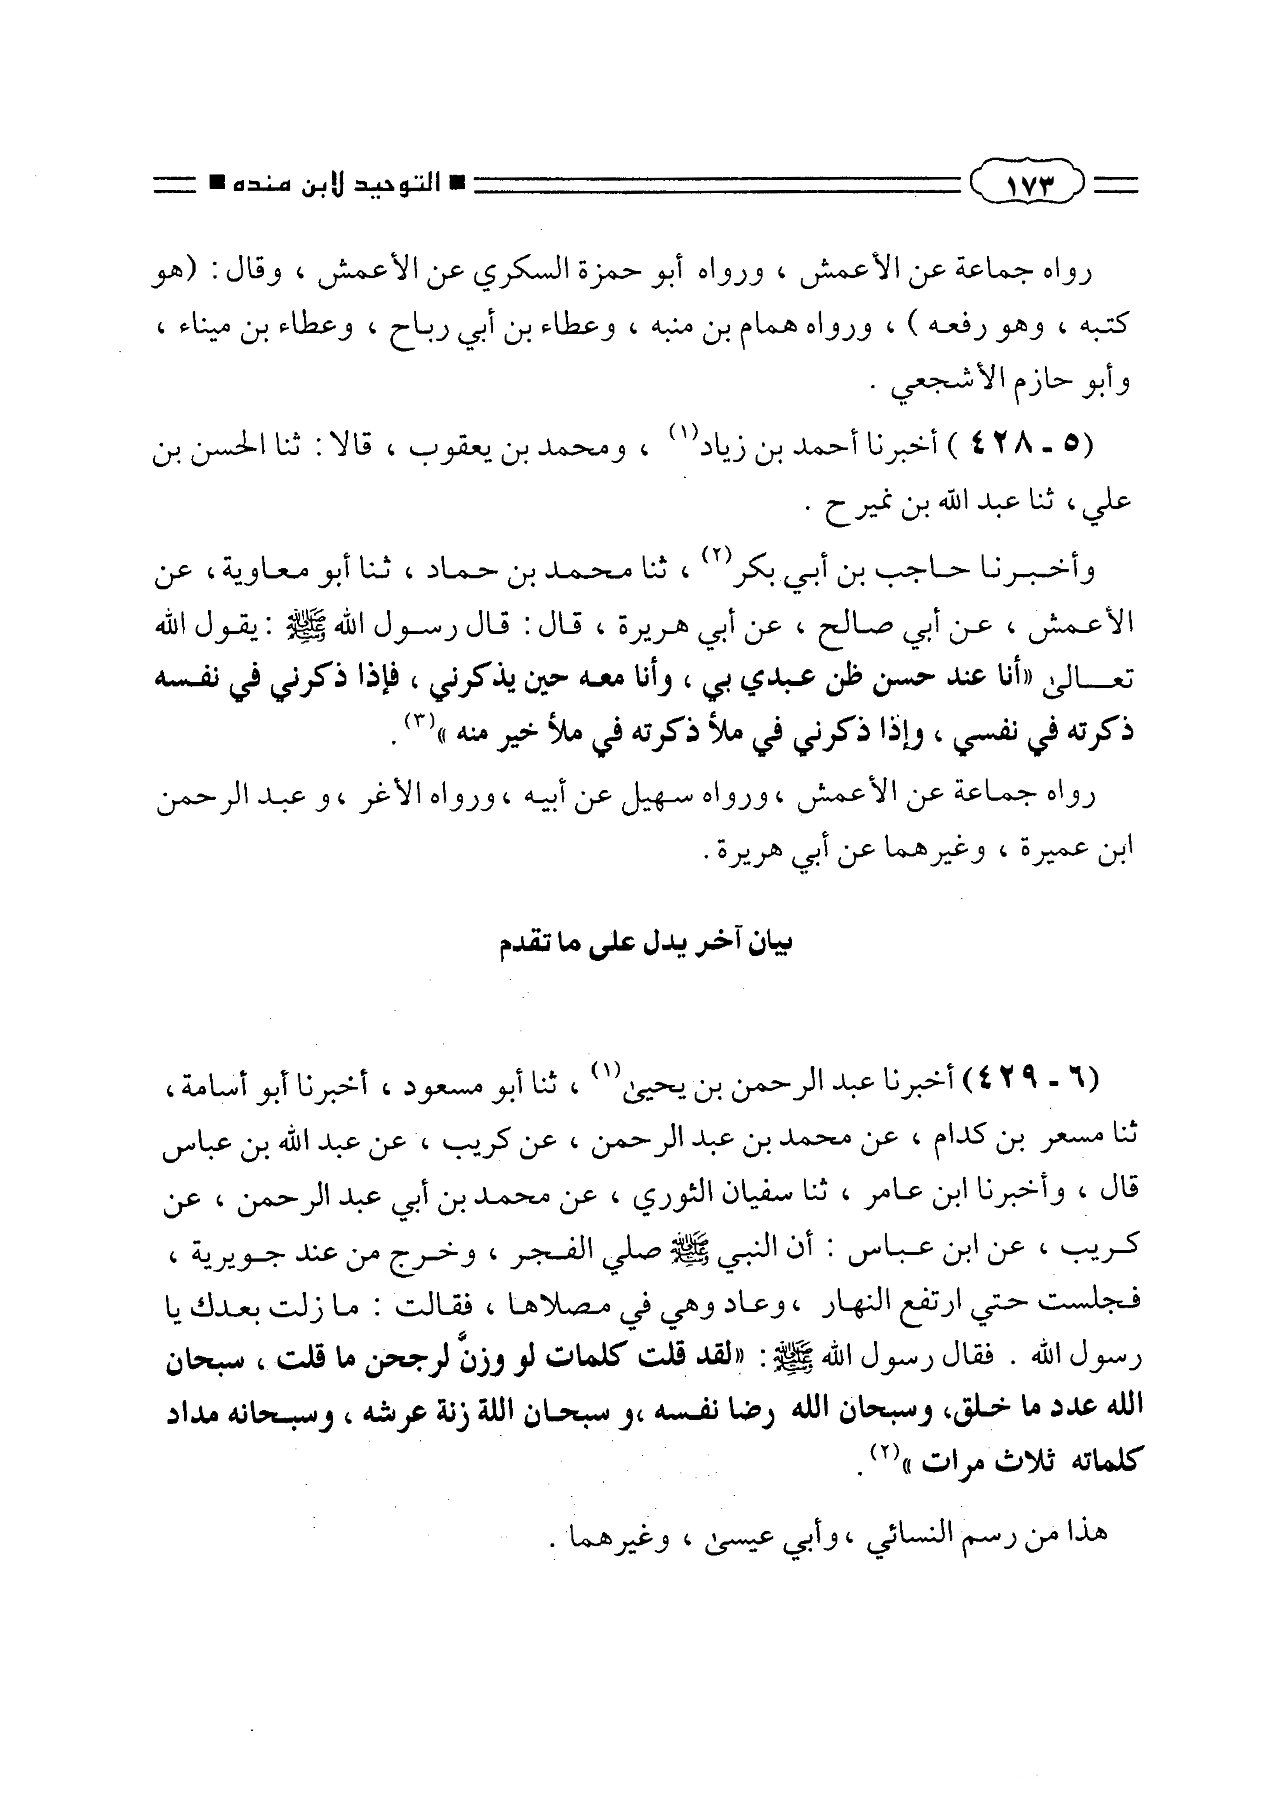 ١٧٣ ■ التوحيد لابن منده ■
رواه جماعة عن الأعمش ، ورواه أبو حمزة السكري عن الأعمش ، وقال: (هو
كتبه ، وهو رفعه ) ، ورواه همام بن منبه ، وعطاء بن أبي رباح ، وعطاء بن ميناء ،
وأبو حازم الأشجعي .
(٥ - ٤٢٨ ) أخبرنا أحمد بن زياد(١) ، ومحمد بن يعقوب ، قالا: ثنا الحسن بن
علي، ثنا عبد الله بن نمير ح .
وأخبرنا حاجب بن أبي بكر(٢)، ثنا محمد بن حماد ، ثنا أبو معاوية، عن
الأعمش ، عن أبي صالح ، عن أبي هريرة ، قال: قال رسول الله ﷺ :يقول الله
تعالىٰ «أنا عند حسن ظن عبدي بي ، وأنا معه حين يذكرني ، فإذا ذكرني في نفسه
ذكرته في نفسي ، وإذا ذكرني في ملأ ذكرته في ملأ خير منه »(٣).
رواه جماعة عن الأعمش ،ورواه سهيل عن أبيه ،ورواه الأغر ،و عبد الرحمن
ابن عميرة ، وغيرهما عن أبي هريرة.
بيان آخر يدل على ما تقدم
(٦ - ٤٢٩) أخبرنا عبد الرحمن بن يحيىٰ(١)، ثنا أبو مسعود ، أخبرنا أبو أسامة،
ثنا مسعر بن كدام ، عن محمد بن عبد الرحمن ، عن كريب ، عن عبد الله بن عباس
قال ، وأخبرنا ابن عامر ، ثنا سفيان الثوري ، عن محمد بن أبي عبد الرحمن ، عن
كريب ، عن ابن عباس : أن النبي ﷺ صلي الفجر ، وخرج من عند جويرية ،
فجلست حتي ارتفع النهار ،وعاد وهي في مصلاها ، فقالت : ما زلت بعدك يا
رسول الله . فقال رسول الله ﷺ: «لقد قلت كلمات لو وزنَّ لرجحن ما قلت ، سبحان
الله عدد ما خلق، وسبحان الله رضا نفسه ،و سبحان اللة زنة عرشه ، وسبحانه مداد
كلماته ثلاث مرات »(٢).
هذا من رسم النسائي ،وأبي عيسىٰ ، وغيرهما .